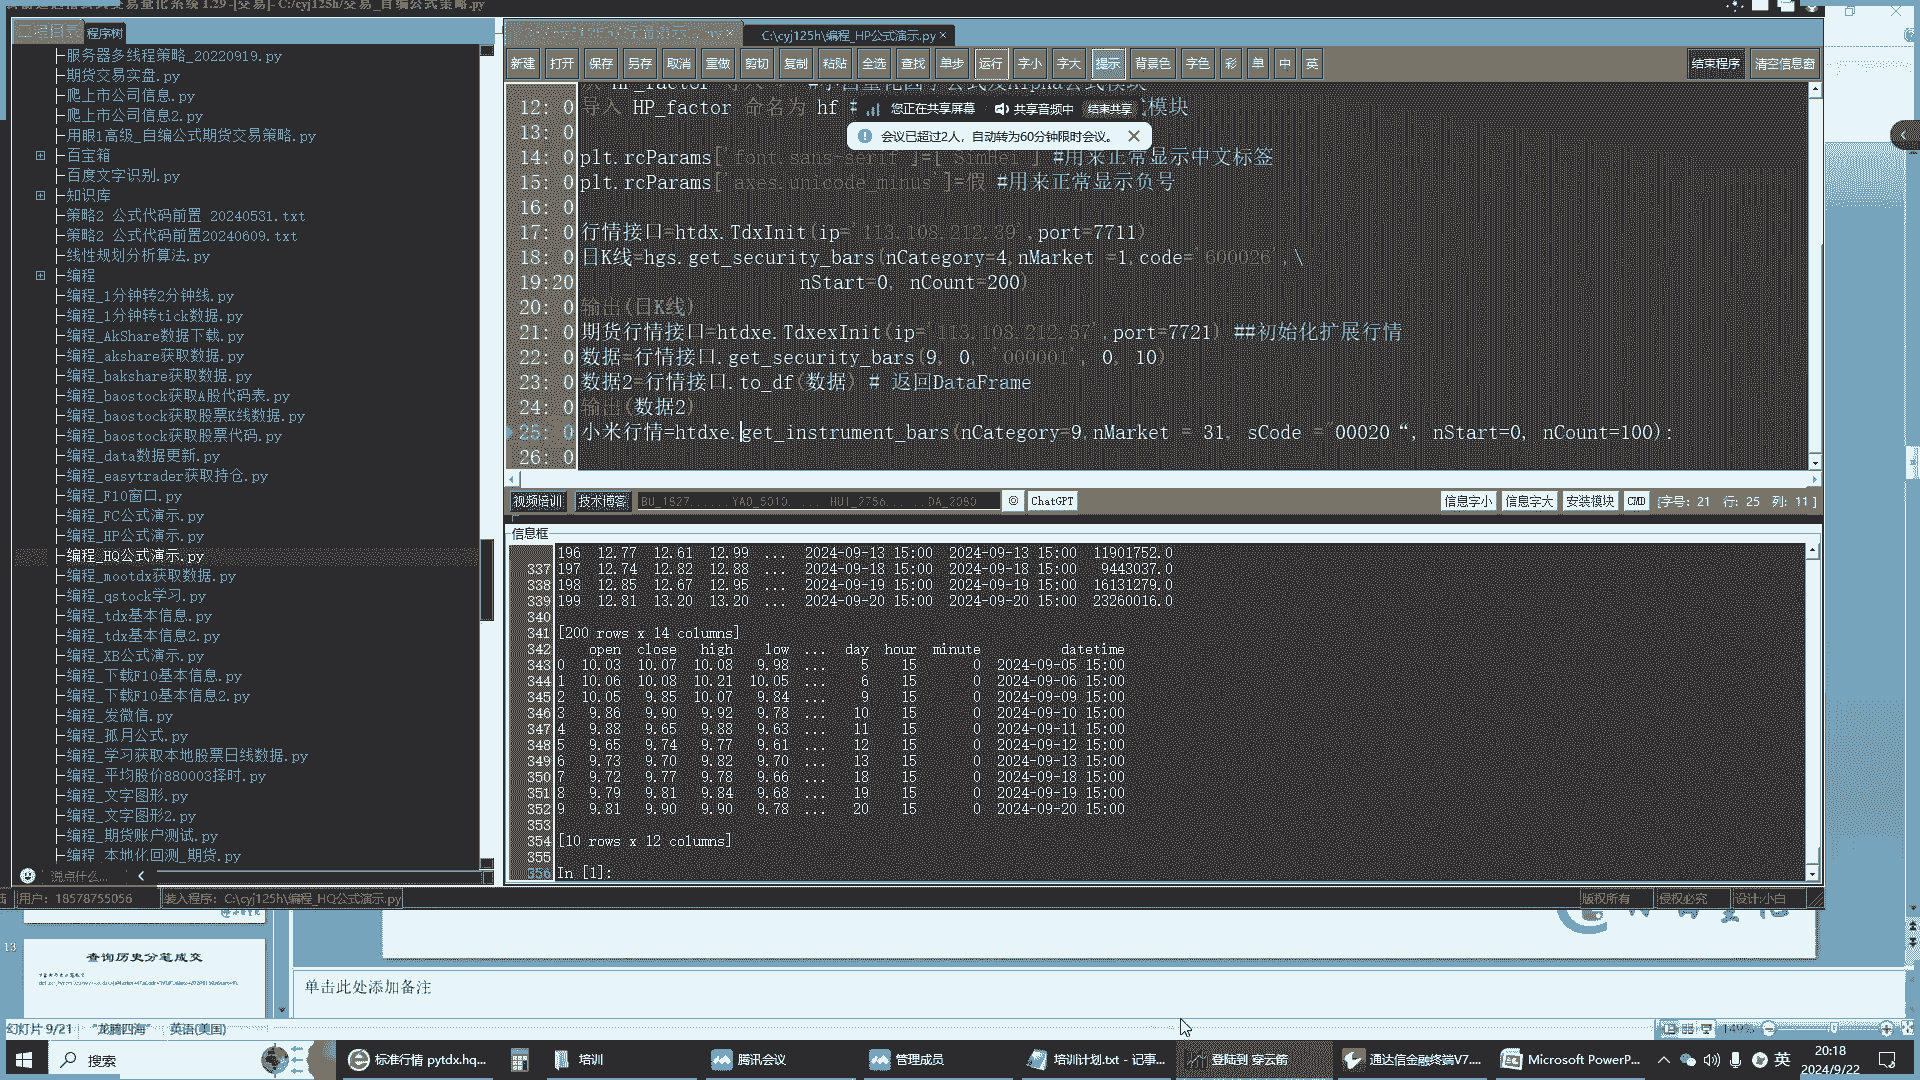 交易量化系统 1.29 -[交易]- C:/cyj125h/交易_自编公式策略.py
程序树
├服务器多线程策略_20220919.py
├期货交易实盘.py
├爬上市公司信息.py
├爬上市公司信息2.py
├用眼1高级_自编公式期货交易策略.py
├百宝箱
├百度文字识别.py
├知识库
├策略2 公式代码前置 20240531.txt
├策略2 公式代码前置20240609.txt
├线性规划分析算法.py
├编程
├编程_1分钟转2分钟线.py
├编程_1分钟转tick数据.py
├编程_AkShare数据下载.py
├编程_akshare获取数据.py
├编程_bakshare获取数据.py
├编程_baostock获取A股代码表.py
├编程_baostock获取股票K线数据.py
├编程_baostock获取股票代码.py
├编程_data数据更新.py
├编程_easytrader获取持仓.py
├编程_F10窗口.py
├编程_FC公式演示.py
├编程_HP公式演示.py
├编程_HQ公式演示.py
├编程_mootdx获取数据.py
├编程_qstock学习.py
├编程_tdx基本信息.py
├编程_tdx基本信息2.py
├编程_XB公式演示.py
├编程_下载F10基本信息.py
├编程_下载F10基本信息2.py
├编程_发微信.py
├编程_孤月公式.py
├编程_学习获取本地股票日线数据.py
├编程_平均股价880003择时.py
├编程_文字图形.py
├编程_文字图形2.py
├编程_期货账户测试.py
├编程_本地化回测_期货.py
说点什么...
C:\cyj125h\编程_HP公式演示.py ×
新建 打开 保存 另存 取消 重做 剪切 复制 粘贴 全选 查找 单步 运行 字小 字大 提示 背景色 字色 彩 单 中 英 结束程序 清空信息窗
12: 0 导入 HP_factor 命名为 hf 模块
您正在共享屏幕 共享音频中 结束共享
会议已超过2人，自动转为60分钟限时会议。
13: 0
14: 0 plt.rcParams['font.sans-serif']=['SimHei'] #用来正常显示中文标签
15: 0 plt.rcParams['axes.unicode_minus']=假 #用来正常显示负号
16: 0
17: 0 行情接口=htdx.TdxInit(ip='113.108.212.39',port=7711)
18: 0 日K线=hgs.get_security_bars(nCategory=4,nMarket =1,code='600026',\
19:20 nStart=0, nCount=200)
20: 0 输出(日K线)
21: 0 期货行情接口=htdxe.TdxexInit(ip='113.108.212.57',port=7721) ##初始化扩展行情
22: 0 数据=行情接口.get_security_bars(9, 0, '000001', 0, 10)
23: 0 数据2=行情接口.to_df(数据) # 返回DataFrame
24: 0 输出(数据2)
25: 0 小米行情=htdxe.get_instrument_bars(nCategory=9,nMarket = 31, sCode ="00020“, nStart=0, nCount=100):
26: 0
视频培训 技术博客 ChatGPT 信息字小 信息字大 安装模块 CMD [字号: 21 行: 25 列: 11 ]
信息框
196 12.77 12.61 12.99 ... 2024-09-13 15:00 2024-09-13 15:00 11901752.0
337 197 12.74 12.82 12.88 ... 2024-09-18 15:00 2024-09-18 15:00 9443037.0
338 198 12.85 12.67 12.95 ... 2024-09-19 15:00 2024-09-19 15:00 16131279.0
339 199 12.81 13.20 13.20 ... 2024-09-20 15:00 2024-09-20 15:00 23260016.0
340
341 [200 rows x 14 columns]
342 open close high low ... day hour minute datetime
343 0 10.03 10.07 10.08 9.98 ... 5 15 0 2024-09-05 15:00
344 1 10.06 10.08 10.21 10.05 ... 6 15 0 2024-09-06 15:00
345 2 10.05 9.85 10.07 9.84 ... 9 15 0 2024-09-09 15:00
346 3 9.86 9.90 9.92 9.78 ... 10 15 0 2024-09-10 15:00
347 4 9.88 9.65 9.88 9.63 ... 11 15 0 2024-09-11 15:00
348 5 9.65 9.74 9.77 9.61 ... 12 15 0 2024-09-12 15:00
349 6 9.73 9.70 9.82 9.70 ... 13 15 0 2024-09-13 15:00
350 7 9.72 9.77 9.78 9.66 ... 18 15 0 2024-09-18 15:00
351 8 9.79 9.81 9.84 9.68 ... 19 15 0 2024-09-19 15:00
352 9 9.81 9.90 9.90 9.78 ... 20 15 0 2024-09-20 15:00
353
354 [10 rows x 12 columns]
355
356 In [1]:
用户: 18578755056 装入程序: C:\cyj125h\编程_HQ公式演示.py 版权所有 侵权必究 设计:小白
13
查询历史分笔成交
单击此处添加备注
幻灯片 9/21 "龙腾四海" 英语(美国) 149%
搜索 标准行情 pytdx.hq... 培训 腾讯会议 管理成员 培训计划.txt - 记事... 登陆到 穿云箭 通达信金融终端V7.... Microsoft PowerP... 英 20:18
2024/9/22